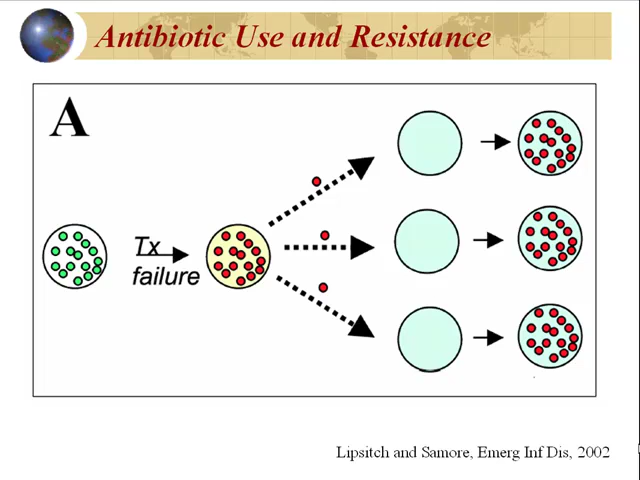 Antibiotic Use and Resistance
A
Tx
failure
Lipsitch and Samore, Emerg Inf Dis, 2002